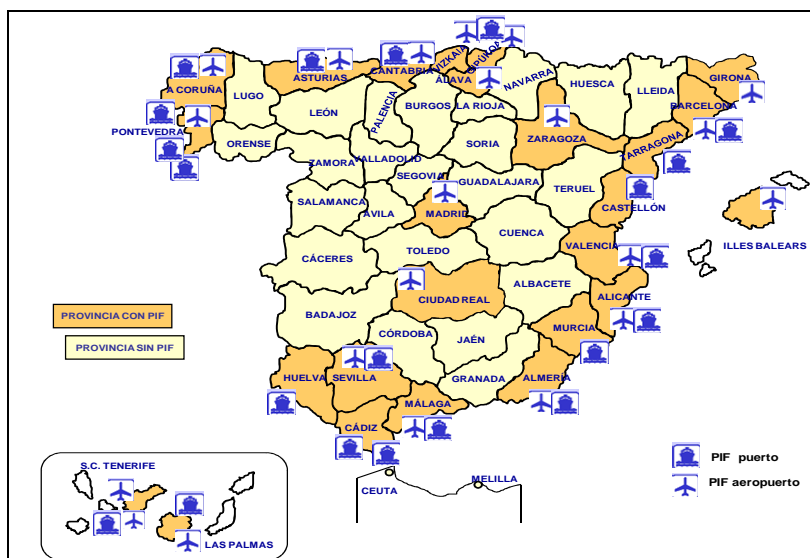 VIZKAIA
GIPÚKOA
A CORUÑA
LUGO
ASTURIAS
CANTABRIA
ÁLAVA
NAVARRA
HUESCA
LLEIDA
GIRONA
BARCELONA
PONTEVEDRA
ORENSE
LEÓN
PALENCIA
BURGOS
LA RIOJA
ZARAGOZA
TARRAGONA
ZAMORA
VALLADOLID
SORIA
SEGOVIA
GUADALAJARA
TERUEL
CASTELLÓN
SALAMANCA
ÁVILA
MADRID
CUENCA
VALENCIA
ILLES BALEARS
CÁCERES
TOLEDO
ALBACETE
ALICANTE
CIUDAD REAL
BADAJOZ
CÓRDOBA
JAÉN
MURCIA
PROVINCIA CON PIF
PROVINCIA SIN PIF
HUELVA
SEVILLA
GRANADA
ALMERÍA
MÁLAGA
CÁDIZ
CEUTA
MELILLA
S.C. TENERIFE
LAS PALMAS
PIF puerto
PIF aeropuerto